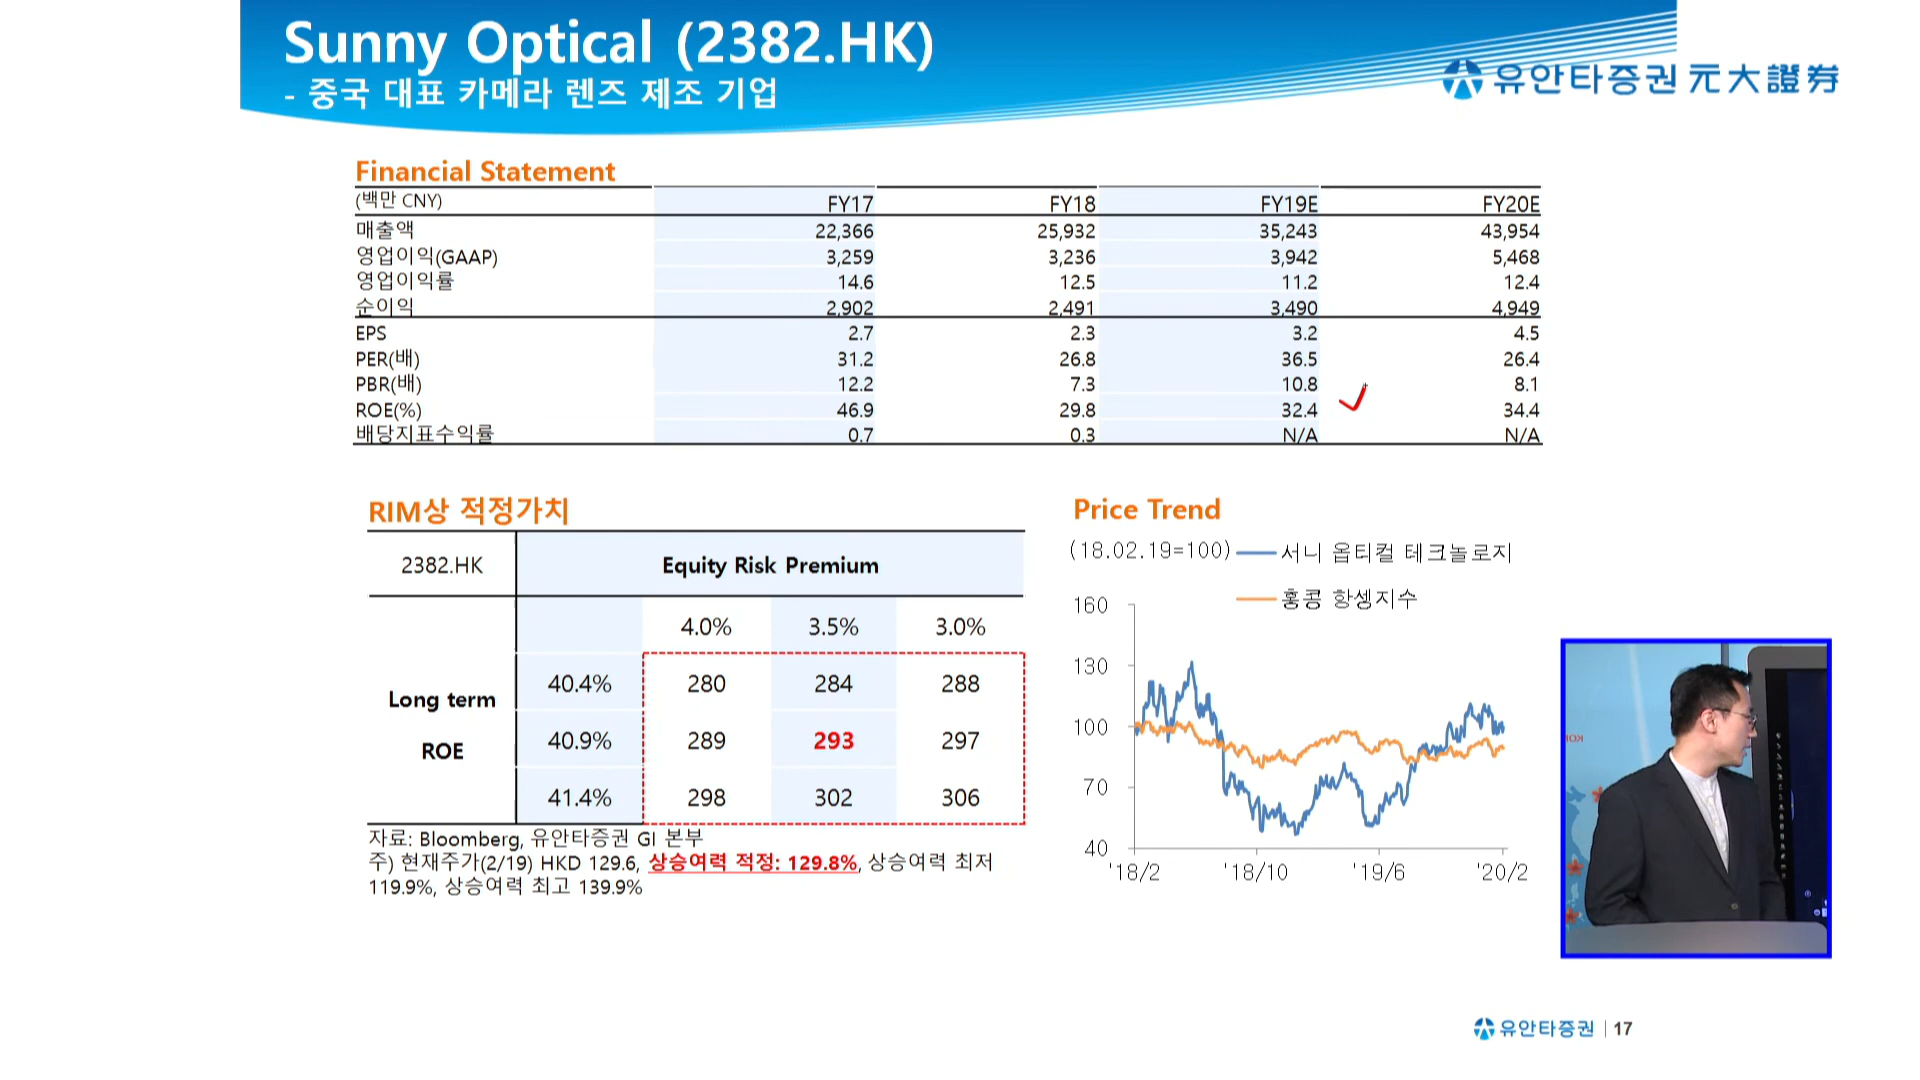 Sunny Optical (2382.HK)
- 중국 대표 카메라 렌즈 제조 기업
유안타증권 元大證券
Financial Statement
(백만 CNY) FY17 FY18 FY19E FY20E
매출액 22,366 25,932 35,243 43,954
영업이익(GAAP) 3,259 3,236 3,942 5,468
영업이익률 14.6 12.5 11.2 12.4
순이익 2,902 2,491 3,490 4,949
EPS 2.7 2.3 3.2 4.5
PER(배) 31.2 26.8 36.5 26.4
PBR(배) 12.2 7.3 10.8 8.1
ROE(%) 46.9 29.8 32.4 34.4
배당지표수익률 0.7 0.3 N/A N/A
RIM상 적정가치
2382.HK Equity Risk Premium
4.0% 3.5% 3.0%
Long term ROE
40.4% 280 284 288
40.9% 289 293 297
41.4% 298 302 306
자료: Bloomberg, 유안타증권 GI 본부
주) 현재주가(2/19) HKD 129.6, 상승여력 적정: 129.8%, 상승여력 최저
119.9%, 상승여력 최고 139.9%
Price Trend
(18.02.19=100) 서니 옵티컬 테크놀로지
홍콩 항셍지수
160
130
100
70
40
'18/2 '18/10 '19/6 '20/2
유안타증권 | 17